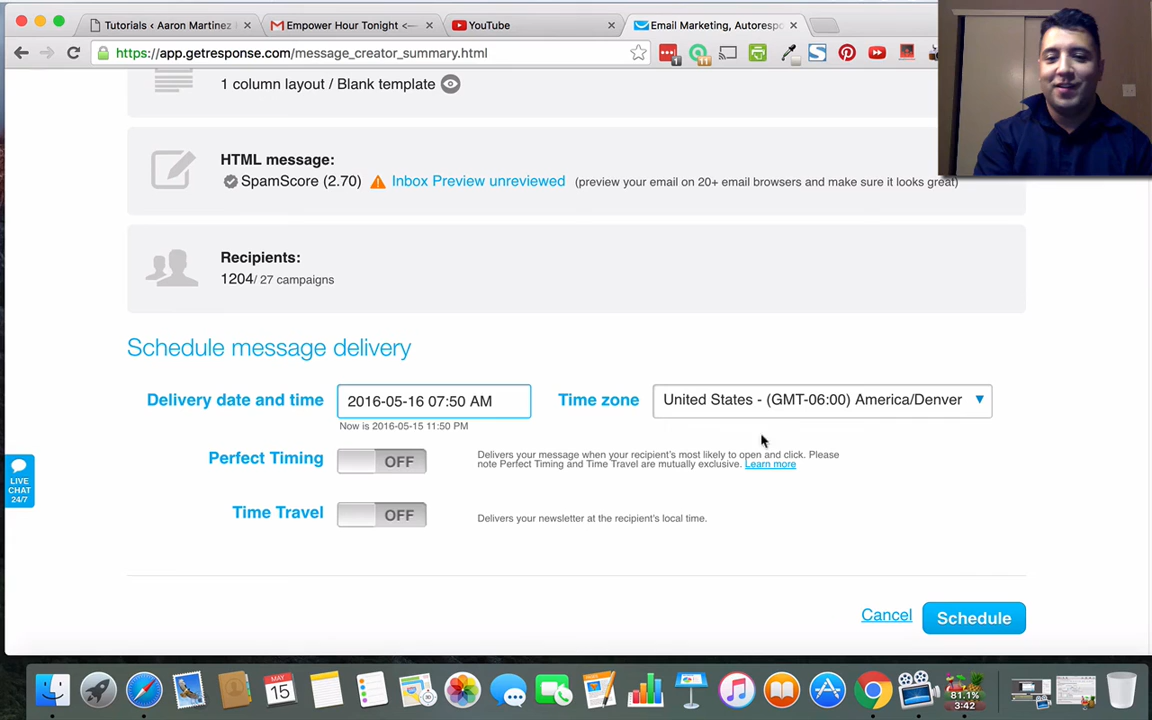 Tutorials ‹ Aaron Martinez
Empower Hour Tonight <—
YouTube
Email Marketing, Autorespo
https://app.getresponse.com/message_creator_summary.html
1
11
1 column layout / Blank template
HTML message:
SpamScore (2.70) Inbox Preview unreviewed (preview your email on 20+ email browsers and make sure it looks great)
Recipients:
1204/ 27 campaigns
Schedule message delivery
Delivery date and time 2016-05-16 07:50 AM Time zone United States - (GMT-06:00) America/Denver
Now is 2016-05-15 11:50 PM
Perfect Timing OFF
Delivers your message when your recipient's most likely to open and click. Please
note Perfect Timing and Time Travel are mutually exclusive. Learn more
LIVE
CHAT
24/7
Time Travel OFF Delivers your newsletter at the recipient's local time.
Cancel Schedule
MAY
15
81.1%
3:42